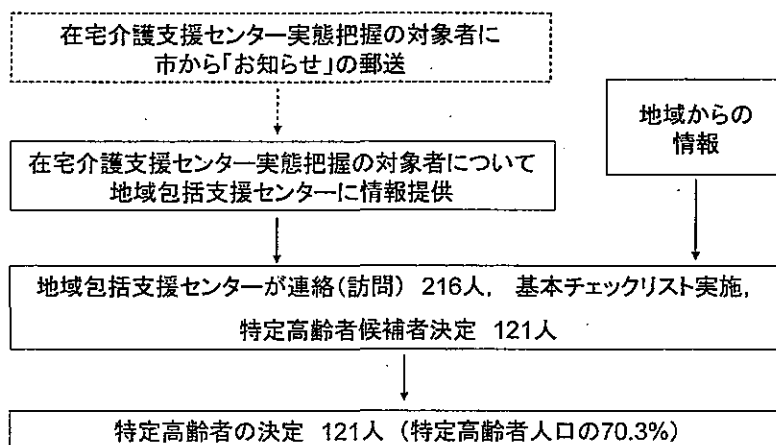 在宅介護支援センター実態把握の対象者に
市から「お知らせ」の郵送
地域からの
情報
在宅介護支援センター実態把握の対象者について
地域包括支援センターに情報提供
地域包括支援センターが連絡(訪問) 216人, 基本チェックリスト実施,
特定高齢者候補者決定 121人
特定高齢者の決定 121人 (特定高齢者人口の70.3%)